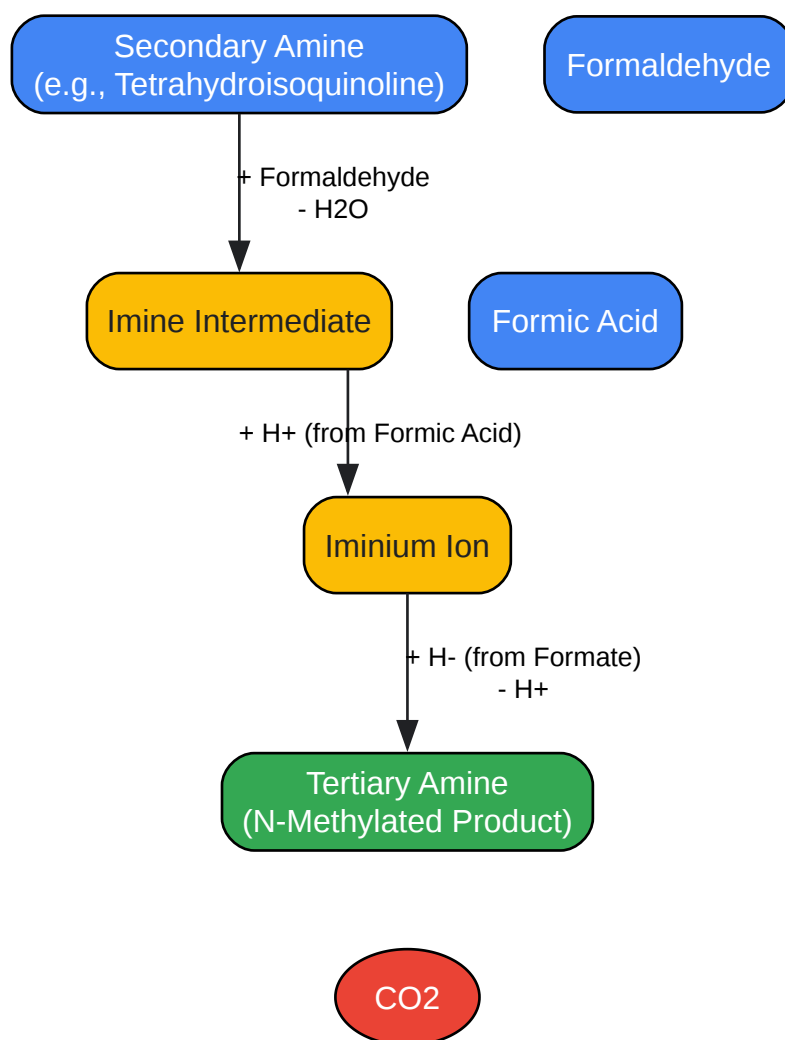 Secondary Amine
(e.g., Tetrahydroisoquinoline)
Formaldehyde
+ Formaldehyde
- H2O
Imine Intermediate
Formic Acid
+ H+ (from Formic Acid)
Iminium Ion
+ H- (from Formate)
- H+
Tertiary Amine
(N-Methylated Product)
CO2